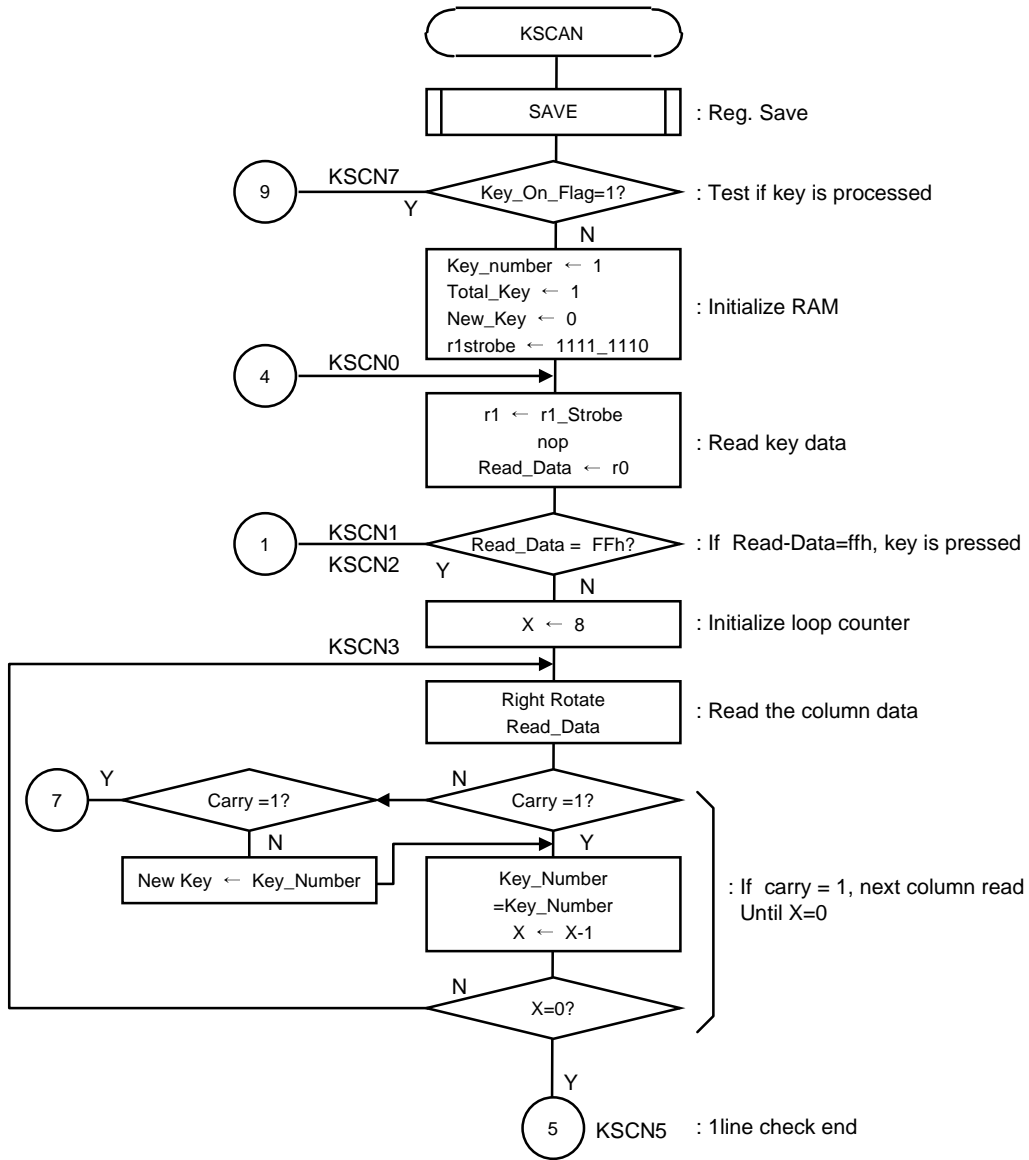 KSCAN
SAVE
: Reg. Save
9
KSCN7
Y
Key_On_Flag=1?
: Test if key is processed
N
Key_number ← 1
Total_Key ← 1
New_Key ← 0
r1strobe ← 1111_1110
: Initialize RAM
4
KSCN0
r1 ← r1_Strobe
nop
Read_Data ← r0
: Read key data
1
KSCN1
KSCN2
Y
Read_Data = FFh?
: If Read-Data=ffh, key is pressed
N
X ← 8
: Initialize loop counter
KSCN3
Right Rotate
Read_Data
: Read the column data
7
Y
Carry =1?
N
Carry =1?
N
Y
New Key ← Key_Number
Key_Number
=Key_Number
X ← X-1
: If carry = 1, next column read
Until X=0
N
X=0?
Y
5
KSCN5
: 1line check end